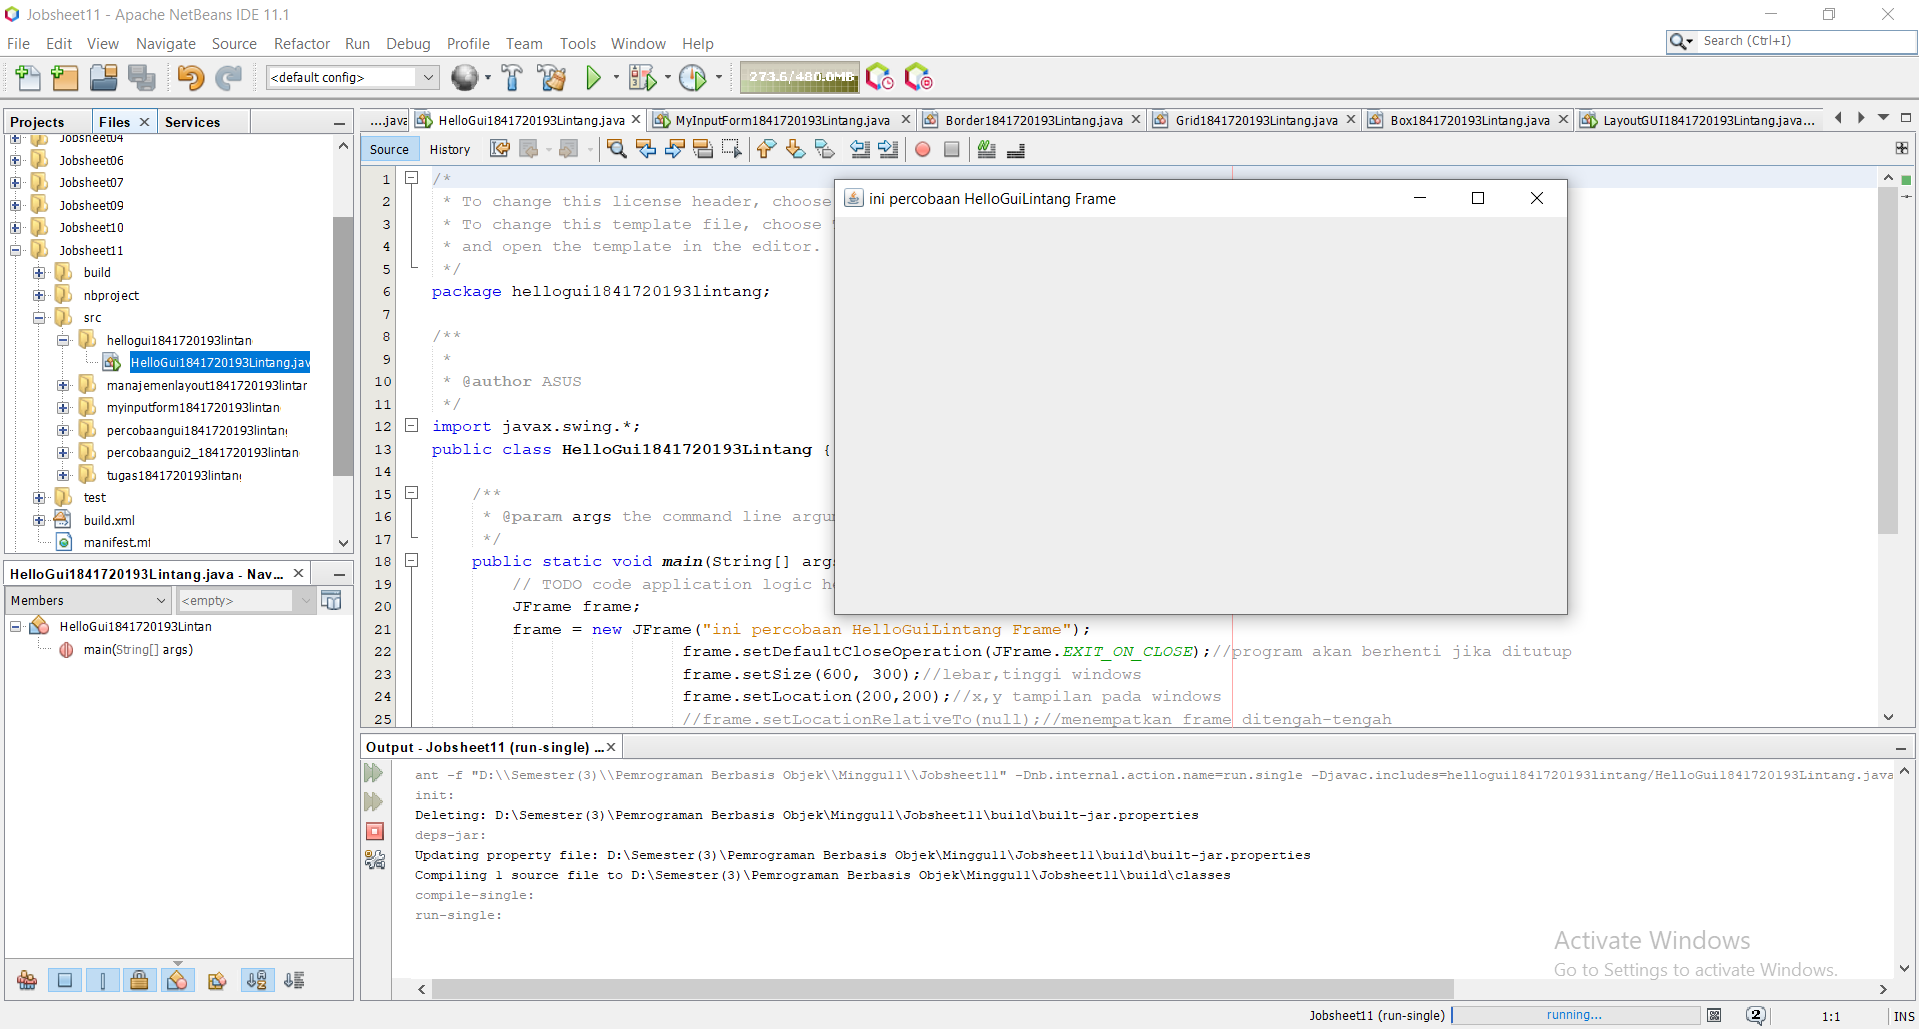 Jobsheet11 - Apache NetBeans IDE 11.1
File Edit View Navigate Source Refactor Run Debug Profile Team Tools Window Help
Search (Ctrl+I)
<default config>
273.6/480.0MB
Projects Files Services
Jobsheet04
Jobsheet06
Jobsheet07
Jobsheet09
Jobsheet10
Jobsheet11
build
nbproject
src
hellogui1841720193lintan
HelloGui1841720193Lintang.jav
manajemenlayout1841720193lintar
myinputform1841720193lintan
percobaangui1841720193lintang
percobaangui2_1841720193lintan
tugas1841720193lintang
test
build.xml
manifest.mf
HelloGui1841720193Lintang.java - Nav...
Members <empty>
HelloGui1841720193Lintan
main(String[] args)
....java HelloGui1841720193Lintang.java MyInputForm1841720193Lintang.java Border1841720193Lintang.java Grid1841720193Lintang.java Box1841720193Lintang.java LayoutGUI1841720193Lintang.java...
Source History
1 /*
2 * To change this license header, choose
3 * To change this template file, choose
4 * and open the template in the editor.
5 */
6 package hellogui1841720193lintang;
7
8 /**
9 *
10 * @author ASUS
11 */
12 import javax.swing.*;
13 public class HelloGui1841720193Lintang {
14
15 /**
16 * @param args the command line argu
17 */
18 public static void main(String[] args
19 // TODO code application logic he
20 JFrame frame;
21 frame = new JFrame("ini percobaan HelloGuiLintang Frame");
22 frame.setDefaultCloseOperation(JFrame.EXIT_ON_CLOSE);//program akan berhenti jika ditutup
23 frame.setSize(600, 300);//lebar,tinggi windows
24 frame.setLocation(200,200);//x,y tampilan pada windows
25 //frame.setLocationRelativeTo(null);//menempatkan frame ditengah-tengah
ini percobaan HelloGuiLintang Frame
Output - Jobsheet11 (run-single) ...
ant -f "D:\\Semester(3)\\Pemrograman Berbasis Objek\\Minggu11\\Jobsheet11" -Dnb.internal.action.name=run.single -Djavac.includes=hellogui1841720193lintang/HelloGui1841720193Lintang.java
init:
Deleting: D:\Semester(3)\Pemrograman Berbasis Objek\Minggu11\Jobsheet11\build\built-jar.properties
deps-jar:
Updating property file: D:\Semester(3)\Pemrograman Berbasis Objek\Minggu11\Jobsheet11\build\built-jar.properties
Compiling 1 source file to D:\Semester(3)\Pemrograman Berbasis Objek\Minggu11\Jobsheet11\build\classes
compile-single:
run-single:
Activate Windows
Go to Settings to activate Windows.
Jobsheet11 (run-single) running... 2 1:1 INS